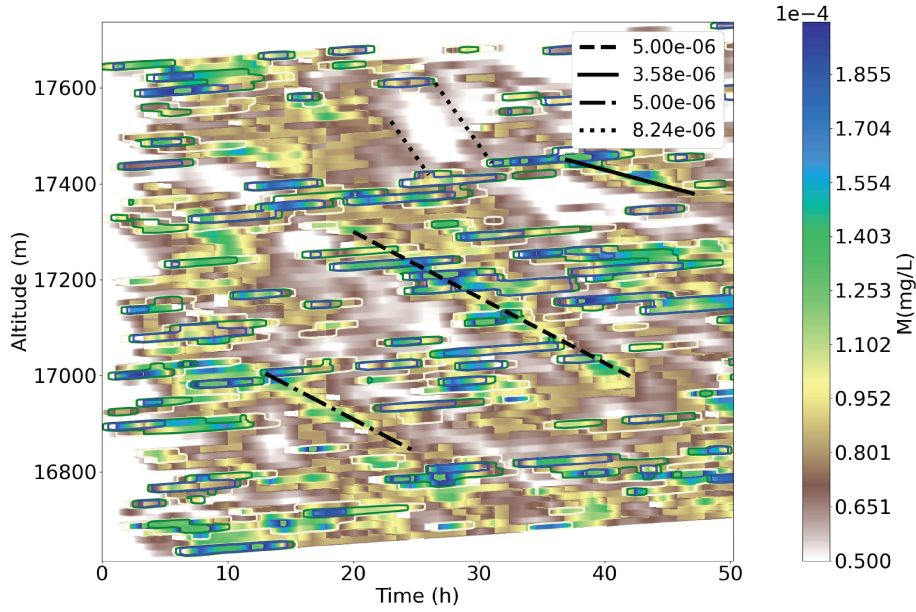 1e−4
5.00e-06
3.58e-06
5.00e-06
8.24e-06
17600
17400
17200
17000
16800
Altitude (m)
0 10 20 30 40 50
Time (h)
1.855
1.704
1.554
1.403
1.253
1.102
0.952
0.801
0.651
0.500
M(mg/L)